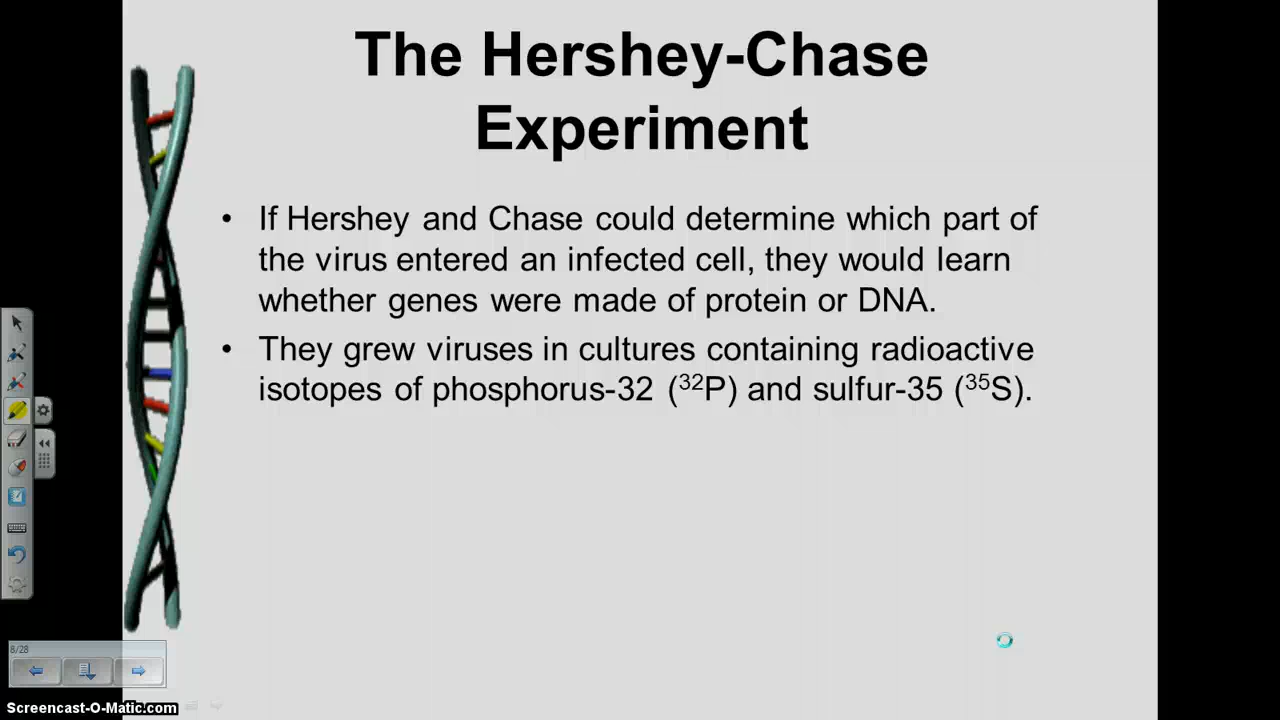 The Hershey-Chase
Experiment
• If Hershey and Chase could determine which part of
the virus entered an infected cell, they would learn
whether genes were made of protein or DNA.
• They grew viruses in cultures containing radioactive
isotopes of phosphorus-32 (³²P) and sulfur-35 (³⁵S).
8/28
Screencast-O-Matic.com